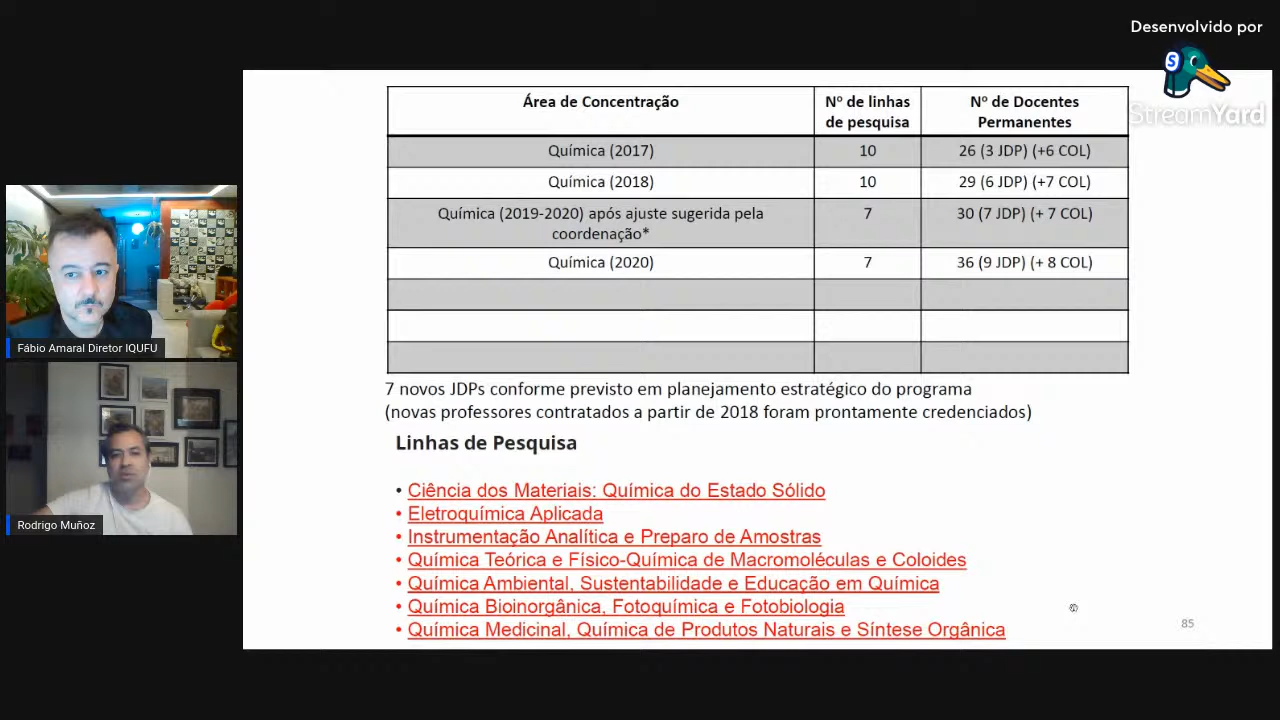 Desenvolvido por
S
StreamYard
Área de Concentração
Nº de linhas
de pesquisa
Nº de Docentes
Permanentes
Química (2017)
10
26 (3 JDP) (+6 COL)
Química (2018)
10
29 (6 JDP) (+7 COL)
Química (2019-2020) após ajuste sugerida pela
coordenação*
7
30 (7 JDP) (+ 7 COL)
Química (2020)
7
36 (9 JDP) (+ 8 COL)
7 novos JDPs conforme previsto em planejamento estratégico do programa
(novas professores contratados a partir de 2018 foram prontamente credenciados)
Linhas de Pesquisa
• Ciência dos Materiais: Química do Estado Sólido
• Eletroquímica Aplicada
• Instrumentação Analítica e Preparo de Amostras
• Química Teórica e Físico-Química de Macromoléculas e Coloides
• Química Ambiental, Sustentabilidade e Educação em Química
• Química Bioinorgânica, Fotoquímica e Fotobiologia
• Química Medicinal, Química de Produtos Naturais e Síntese Orgânica
85
Fábio Amaral Diretor IQUFU
Rodrigo Muñoz